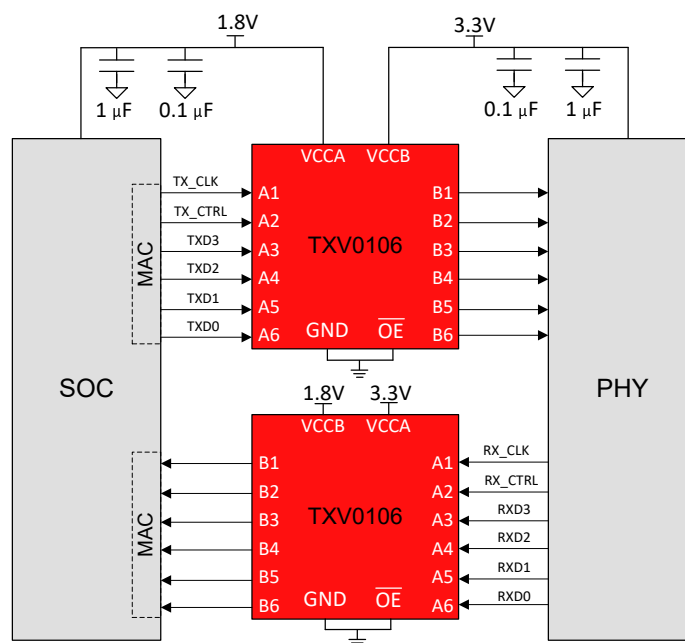 1.8V 3.3V
1 μF 0.1 μF 0.1 μF 1 μF
VCCA VCCB
TX_CLK A1 B1
TX_CTRL A2 B2
TXD3 A3 TXV0106 B3
TXD2 A4 B4
TXD1 A5 B5
TXD0 A6 GND OE B6
MAC
SOC
PHY
1.8V 3.3V
VCCB VCCA
B1 A1 RX_CLK
B2 A2 RX_CTRL
B3 TXV0106 A3 RXD3
B4 A4 RXD2
B5 A5 RXD1
B6 GND OE A6 RXD0
MAC